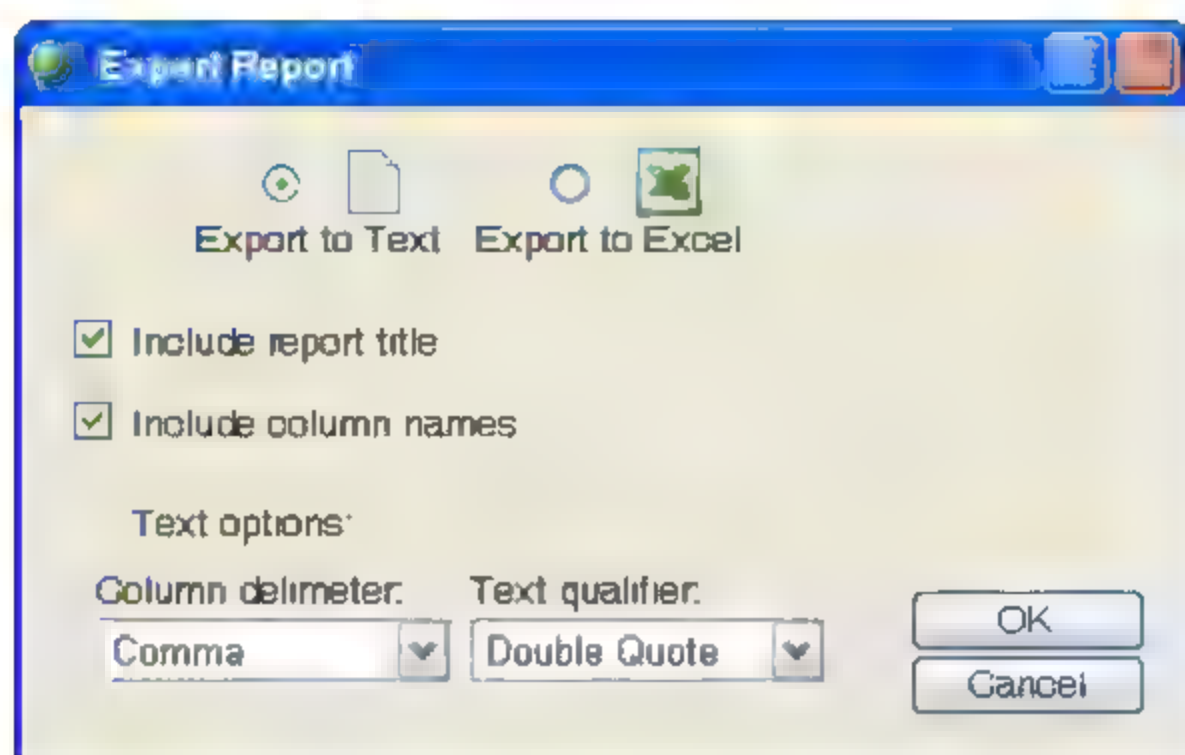 Export Report
Export to Text Export to Excel
Include report title
Include column names
Text options:
Column delimeter: Text qualifier:
Comma Double Quote
OK
Cancel